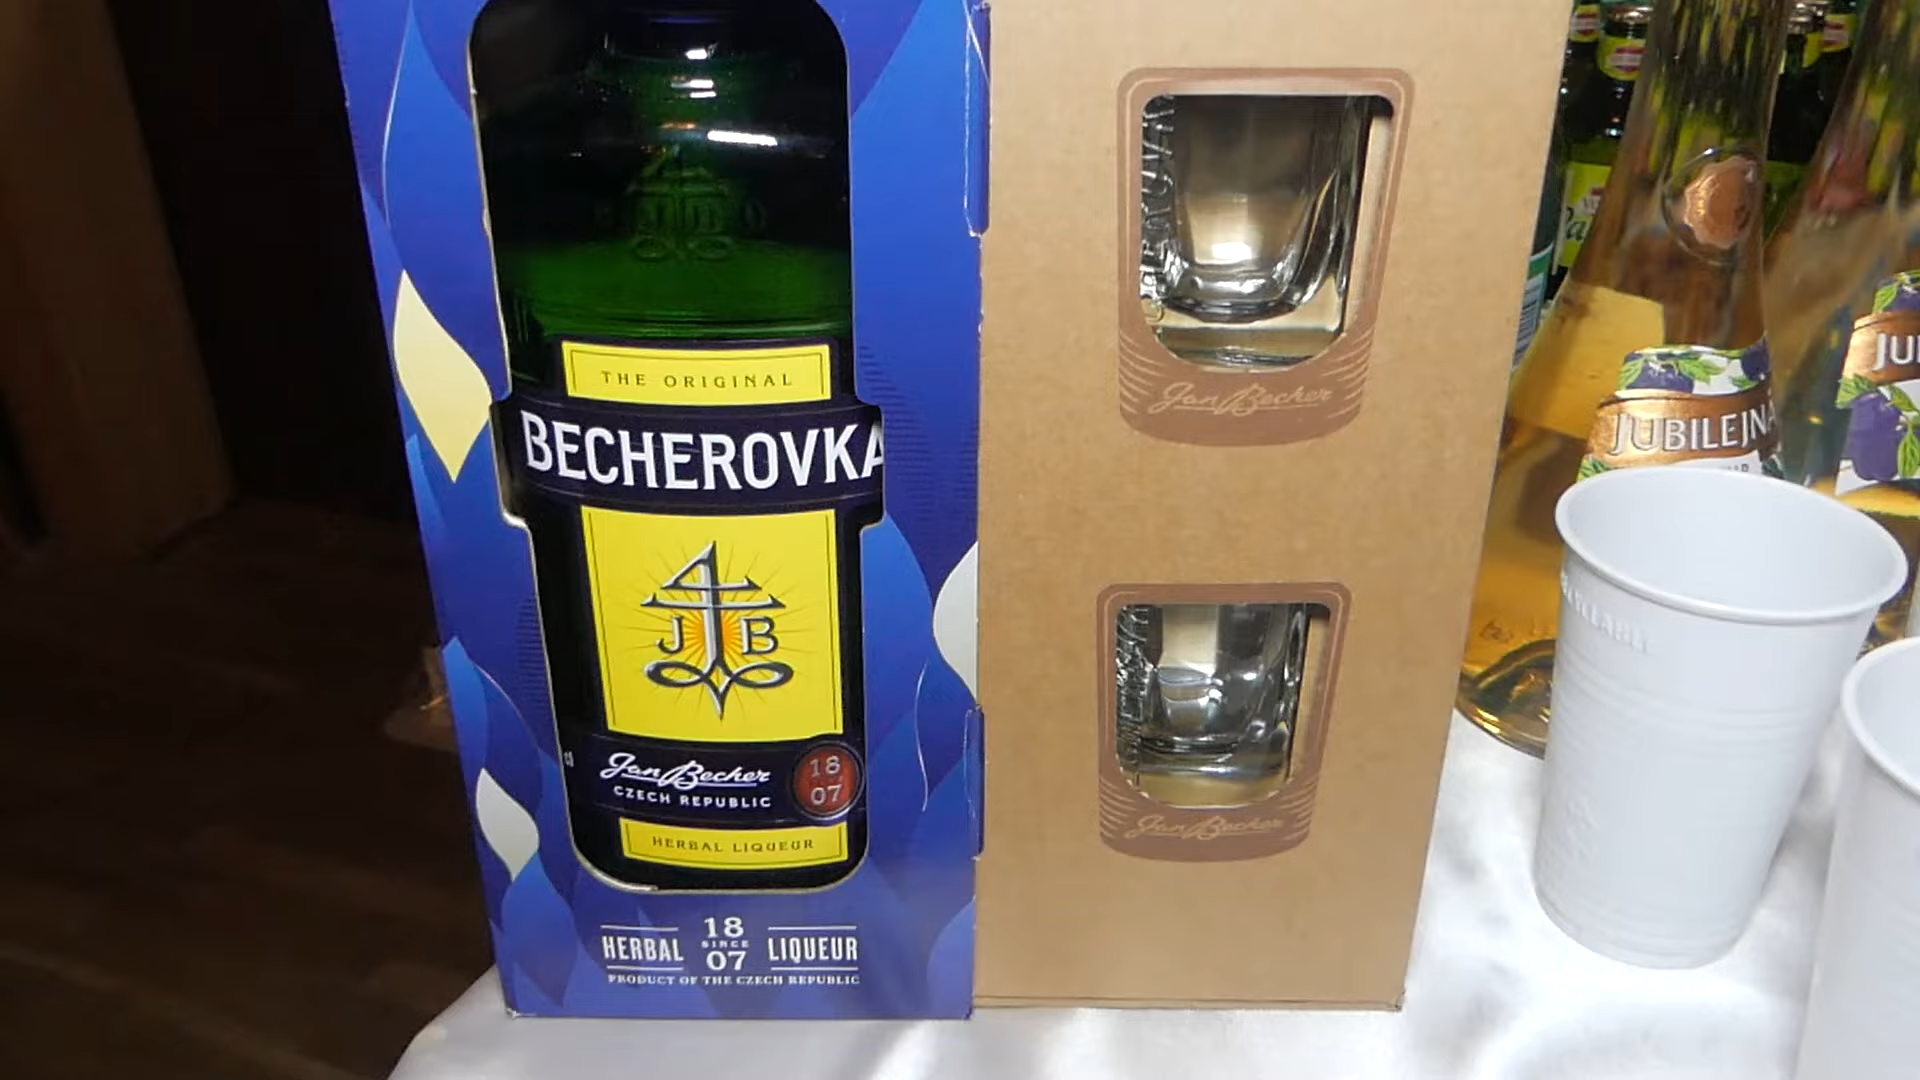 THE ORIGINAL
BECHEROVKA
J B
Jan Becher
CZECH REPUBLIC
18
07
HERBAL LIQUEUR
HERBAL 18 SINCE 07 LIQUEUR
PRODUCT OF THE CZECH REPUBLIC
Jan Becher
Jan Becher
JUBILEJNÁ
JU